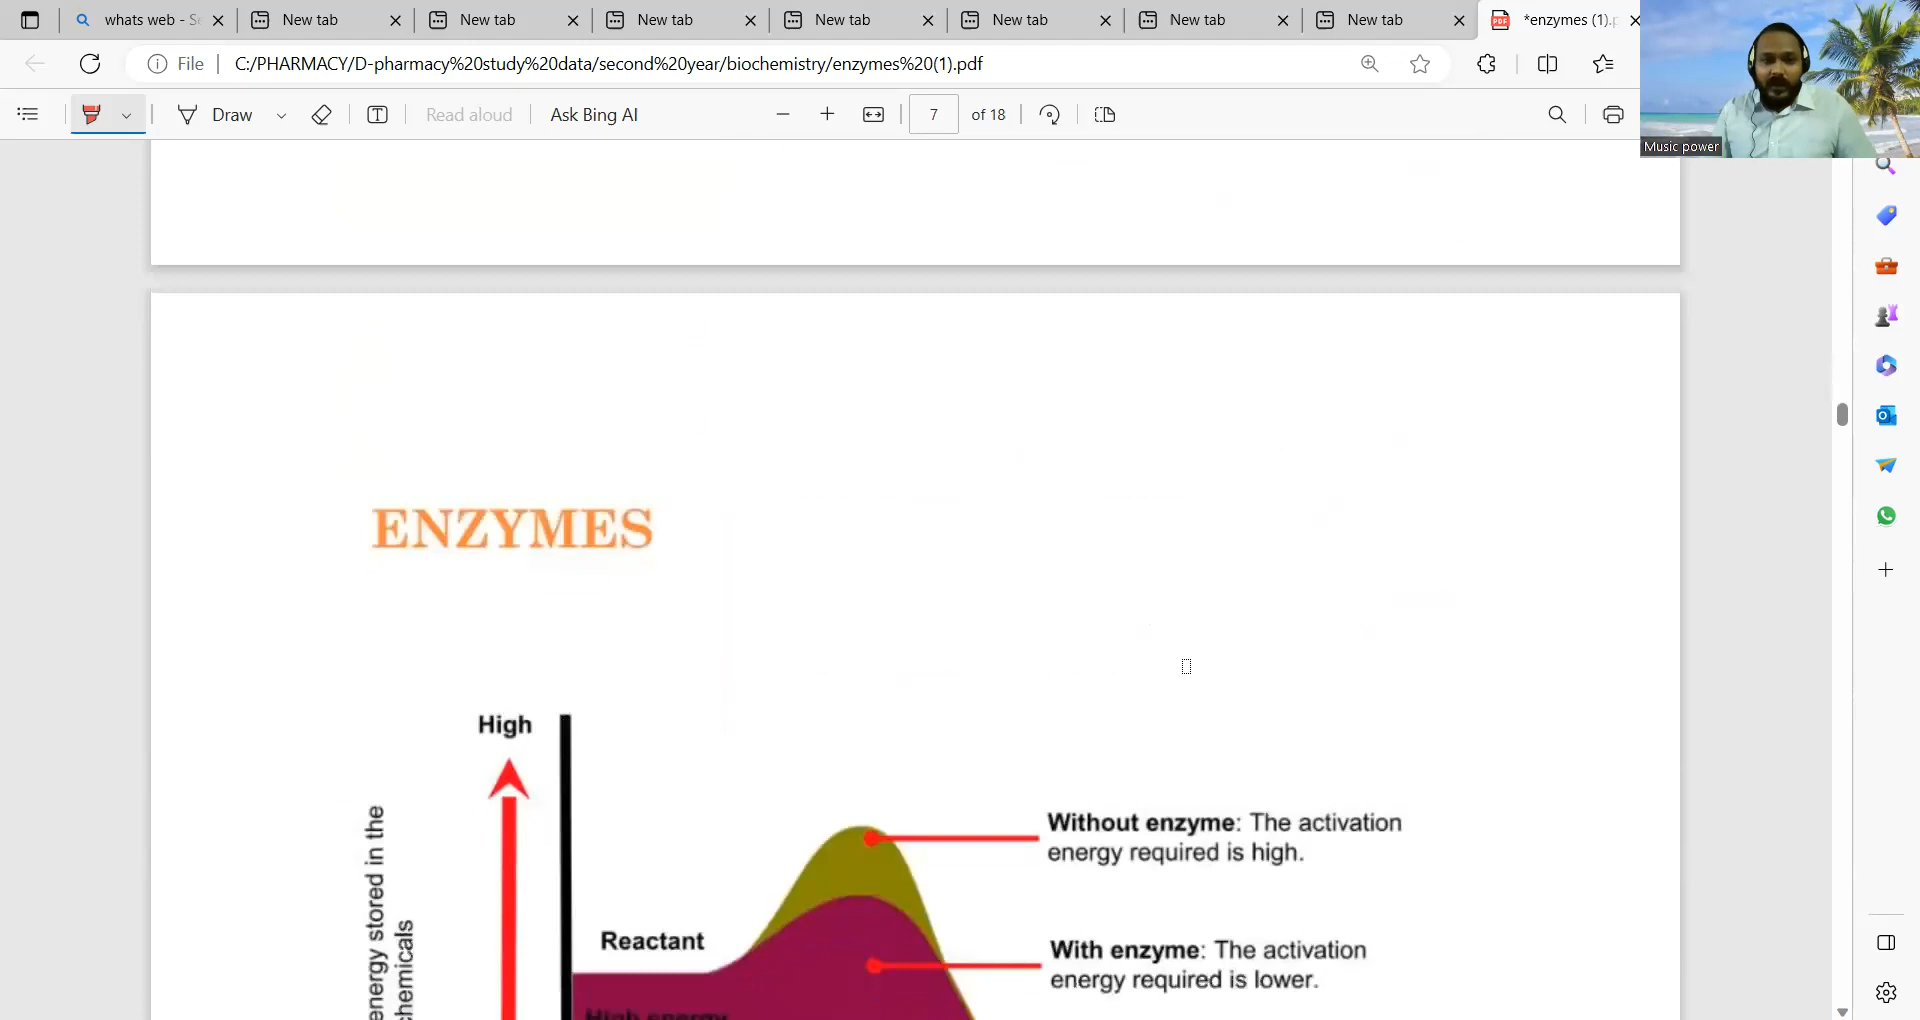 whats web - Se
New tab
New tab
New tab
New tab
New tab
New tab
New tab
*enzymes (1).p
File
C:/PHARMACY/D-pharmacy%20study%20data/second%20year/biochemistry/enzymes%20(1).pdf
Draw
Read aloud
Ask Bing AI
7
of 18
Music power
ENZYMES
High
energy stored in the
chemicals
Without enzyme: The activation
energy required is high.
Reactant
With enzyme: The activation
energy required is lower.
High energy